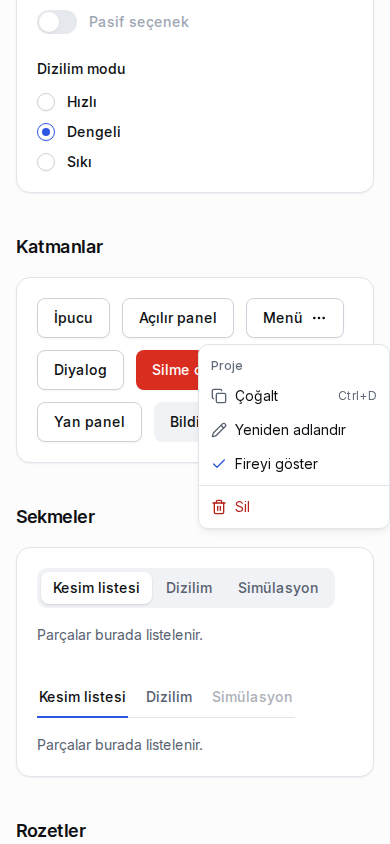 Pasif seçenek
Dizilim modu
Hızlı
Dengeli
Sıkı
Katmanlar
İpucu
Açılır panel
Menü ···
Diyalog
Silme
Yan panel
Proje
Çoğalt Ctrl+D
Yeniden adlandır
Fireyi göster
Sil
Sekmeler
Kesim listesi Dizilim Simülasyon
Parçalar burada listelenir.
Kesim listesi Dizilim Simülasyon
Parçalar burada listelenir.
Rozetler